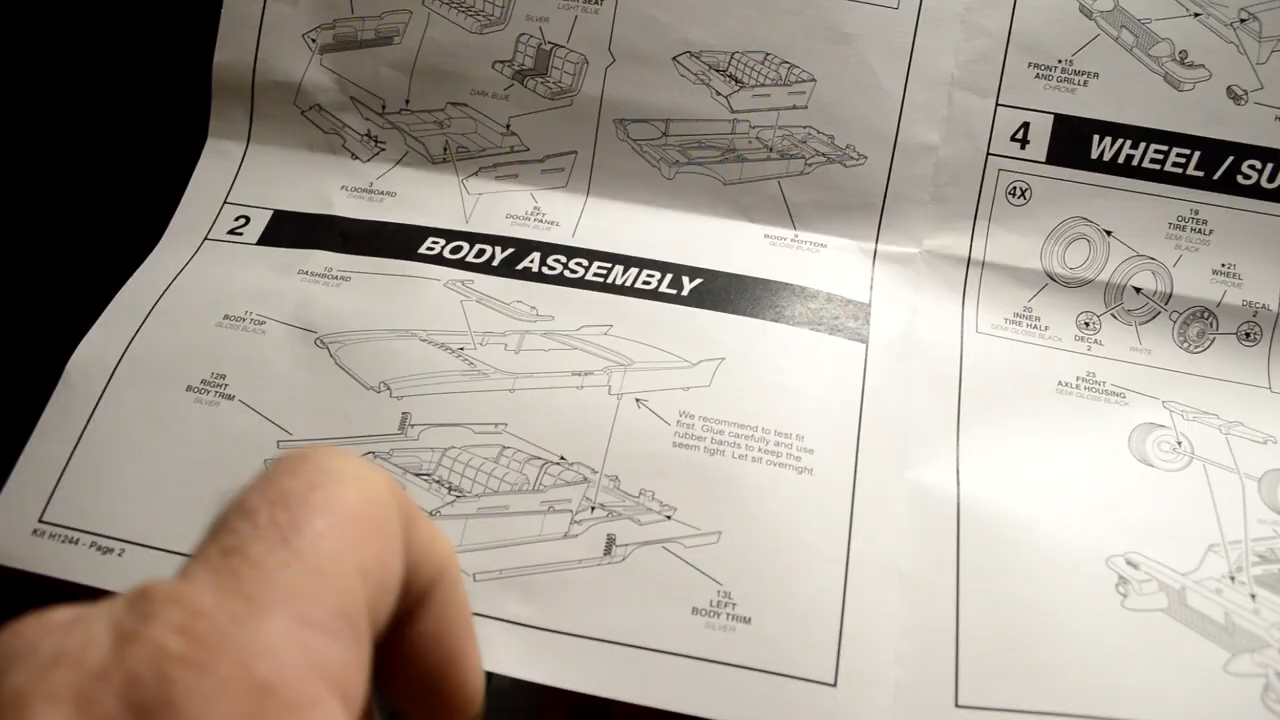 SEAT
LIGHT BLUE
SILVER
DARK BLUE
3
FLOORBOARD
DARK BLUE
8L
LEFT
DOOR PANEL
DARK BLUE
9
BODY BOTTOM
GLOSS BLACK
2
BODY ASSEMBLY
10
DASHBOARD
DARK BLUE
11
BODY TOP
GLOSS BLACK
12R
RIGHT
BODY TRIM
SILVER
We recommend to test fit
first. Glue carefully and use
rubber bands to keep the
seem tight. Let sit overnight.
13L
LEFT
BODY TRIM
SILVER
Kit H1244 - Page 2
★15
FRONT BUMPER
AND GRILLE
CHROME
4
WHEEL / SU
4X
19
OUTER
TIRE HALF
SEMI GLOSS
BLACK
★21
WHEEL
CHROME
DECAL
2
20
INNER
TIRE HALF
SEMI GLOSS BLACK
DECAL
2
WHITE
23
FRONT
AXLE HOUSING
SEMI GLOSS BLACK